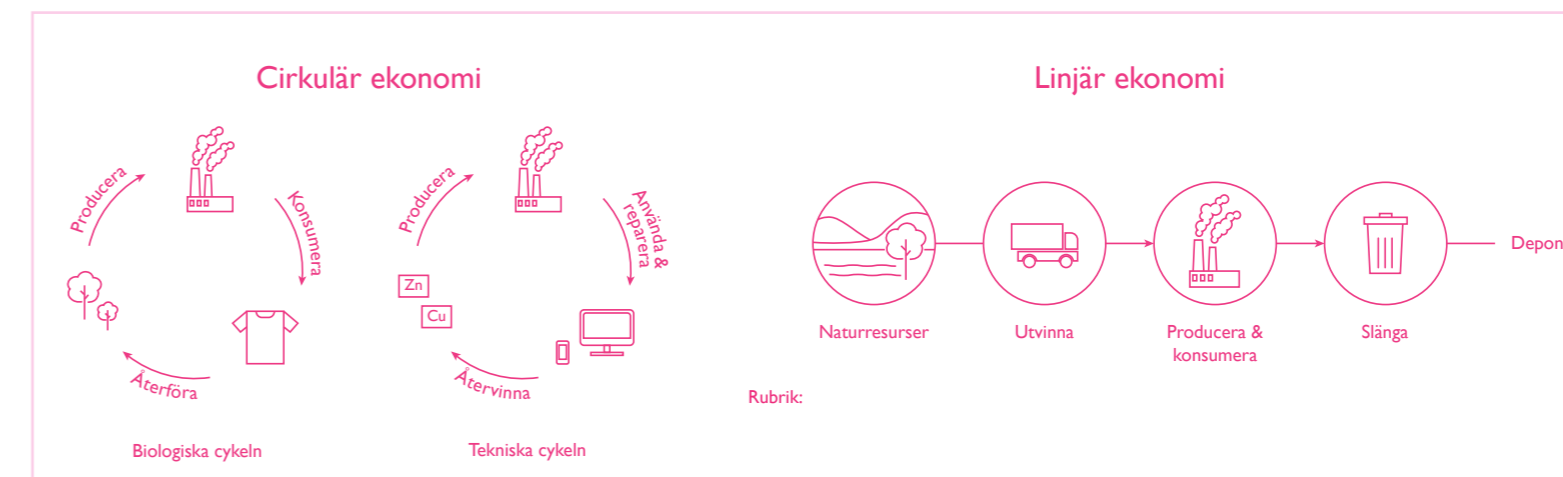 Cirkulär ekonomi
Producera
Konsumera
Återföra
Biologiska cykeln
Producera
Använda &
reparera
Zn
Cu
Återvinna
Tekniska cykeln
Linjär ekonomi
Naturresurser
Utvinna
Producera &
konsumera
Slänga
Depon
Rubrik: